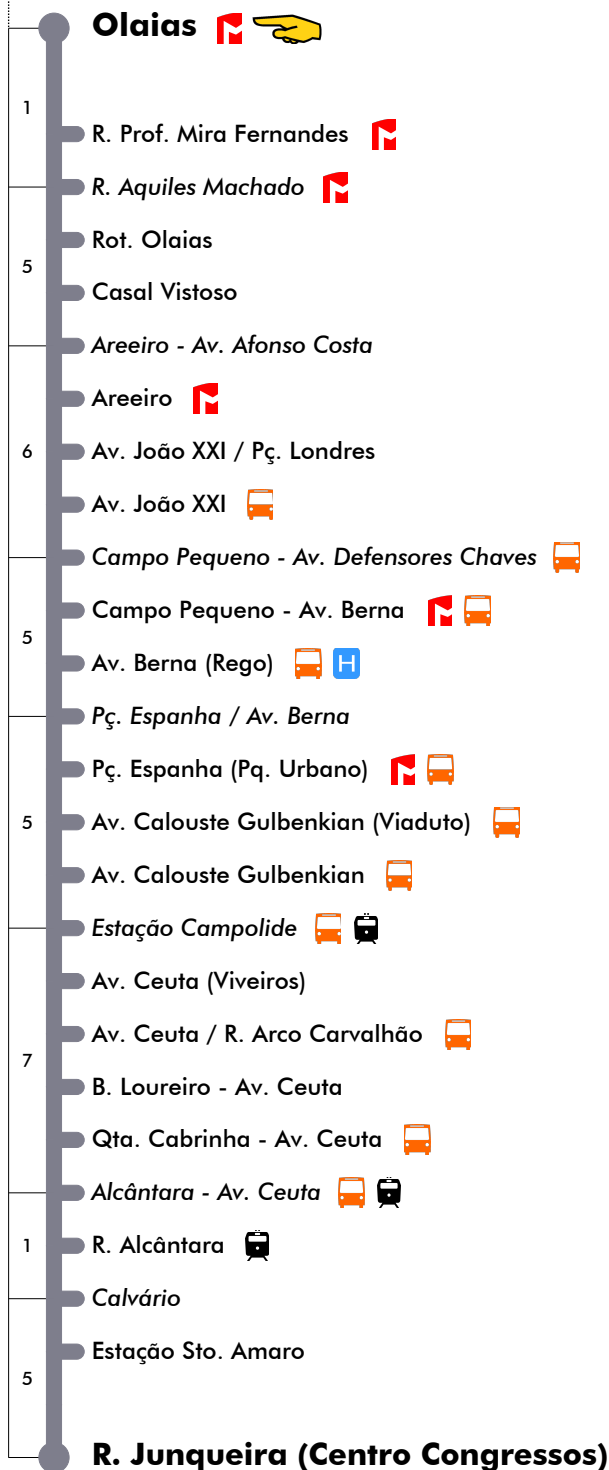 Olaias
1
R. Prof. Mira Fernandes
R. Aquiles Machado
Rot. Olaias
5
Casal Vistoso
Areeiro - Av. Afonso Costa
Areeiro
6
Av. João XXI / Pç. Londres
Av. João XXI
Campo Pequeno - Av. Defensores Chaves
Campo Pequeno - Av. Berna
5
Av. Berna (Rego)
H
Pç. Espanha / Av. Berna
Pç. Espanha (Pq. Urbano)
5
Av. Calouste Gulbenkian (Viaduto)
Av. Calouste Gulbenkian
Estação Campolide
Av. Ceuta (Viveiros)
Av. Ceuta / R. Arco Carvalhão
7
B. Loureiro - Av. Ceuta
Qta. Cabrinha - Av. Ceuta
Alcântara - Av. Ceuta
1
R. Alcântara
Calvário
Estação Sto. Amaro
5
R. Junqueira (Centro Congressos)